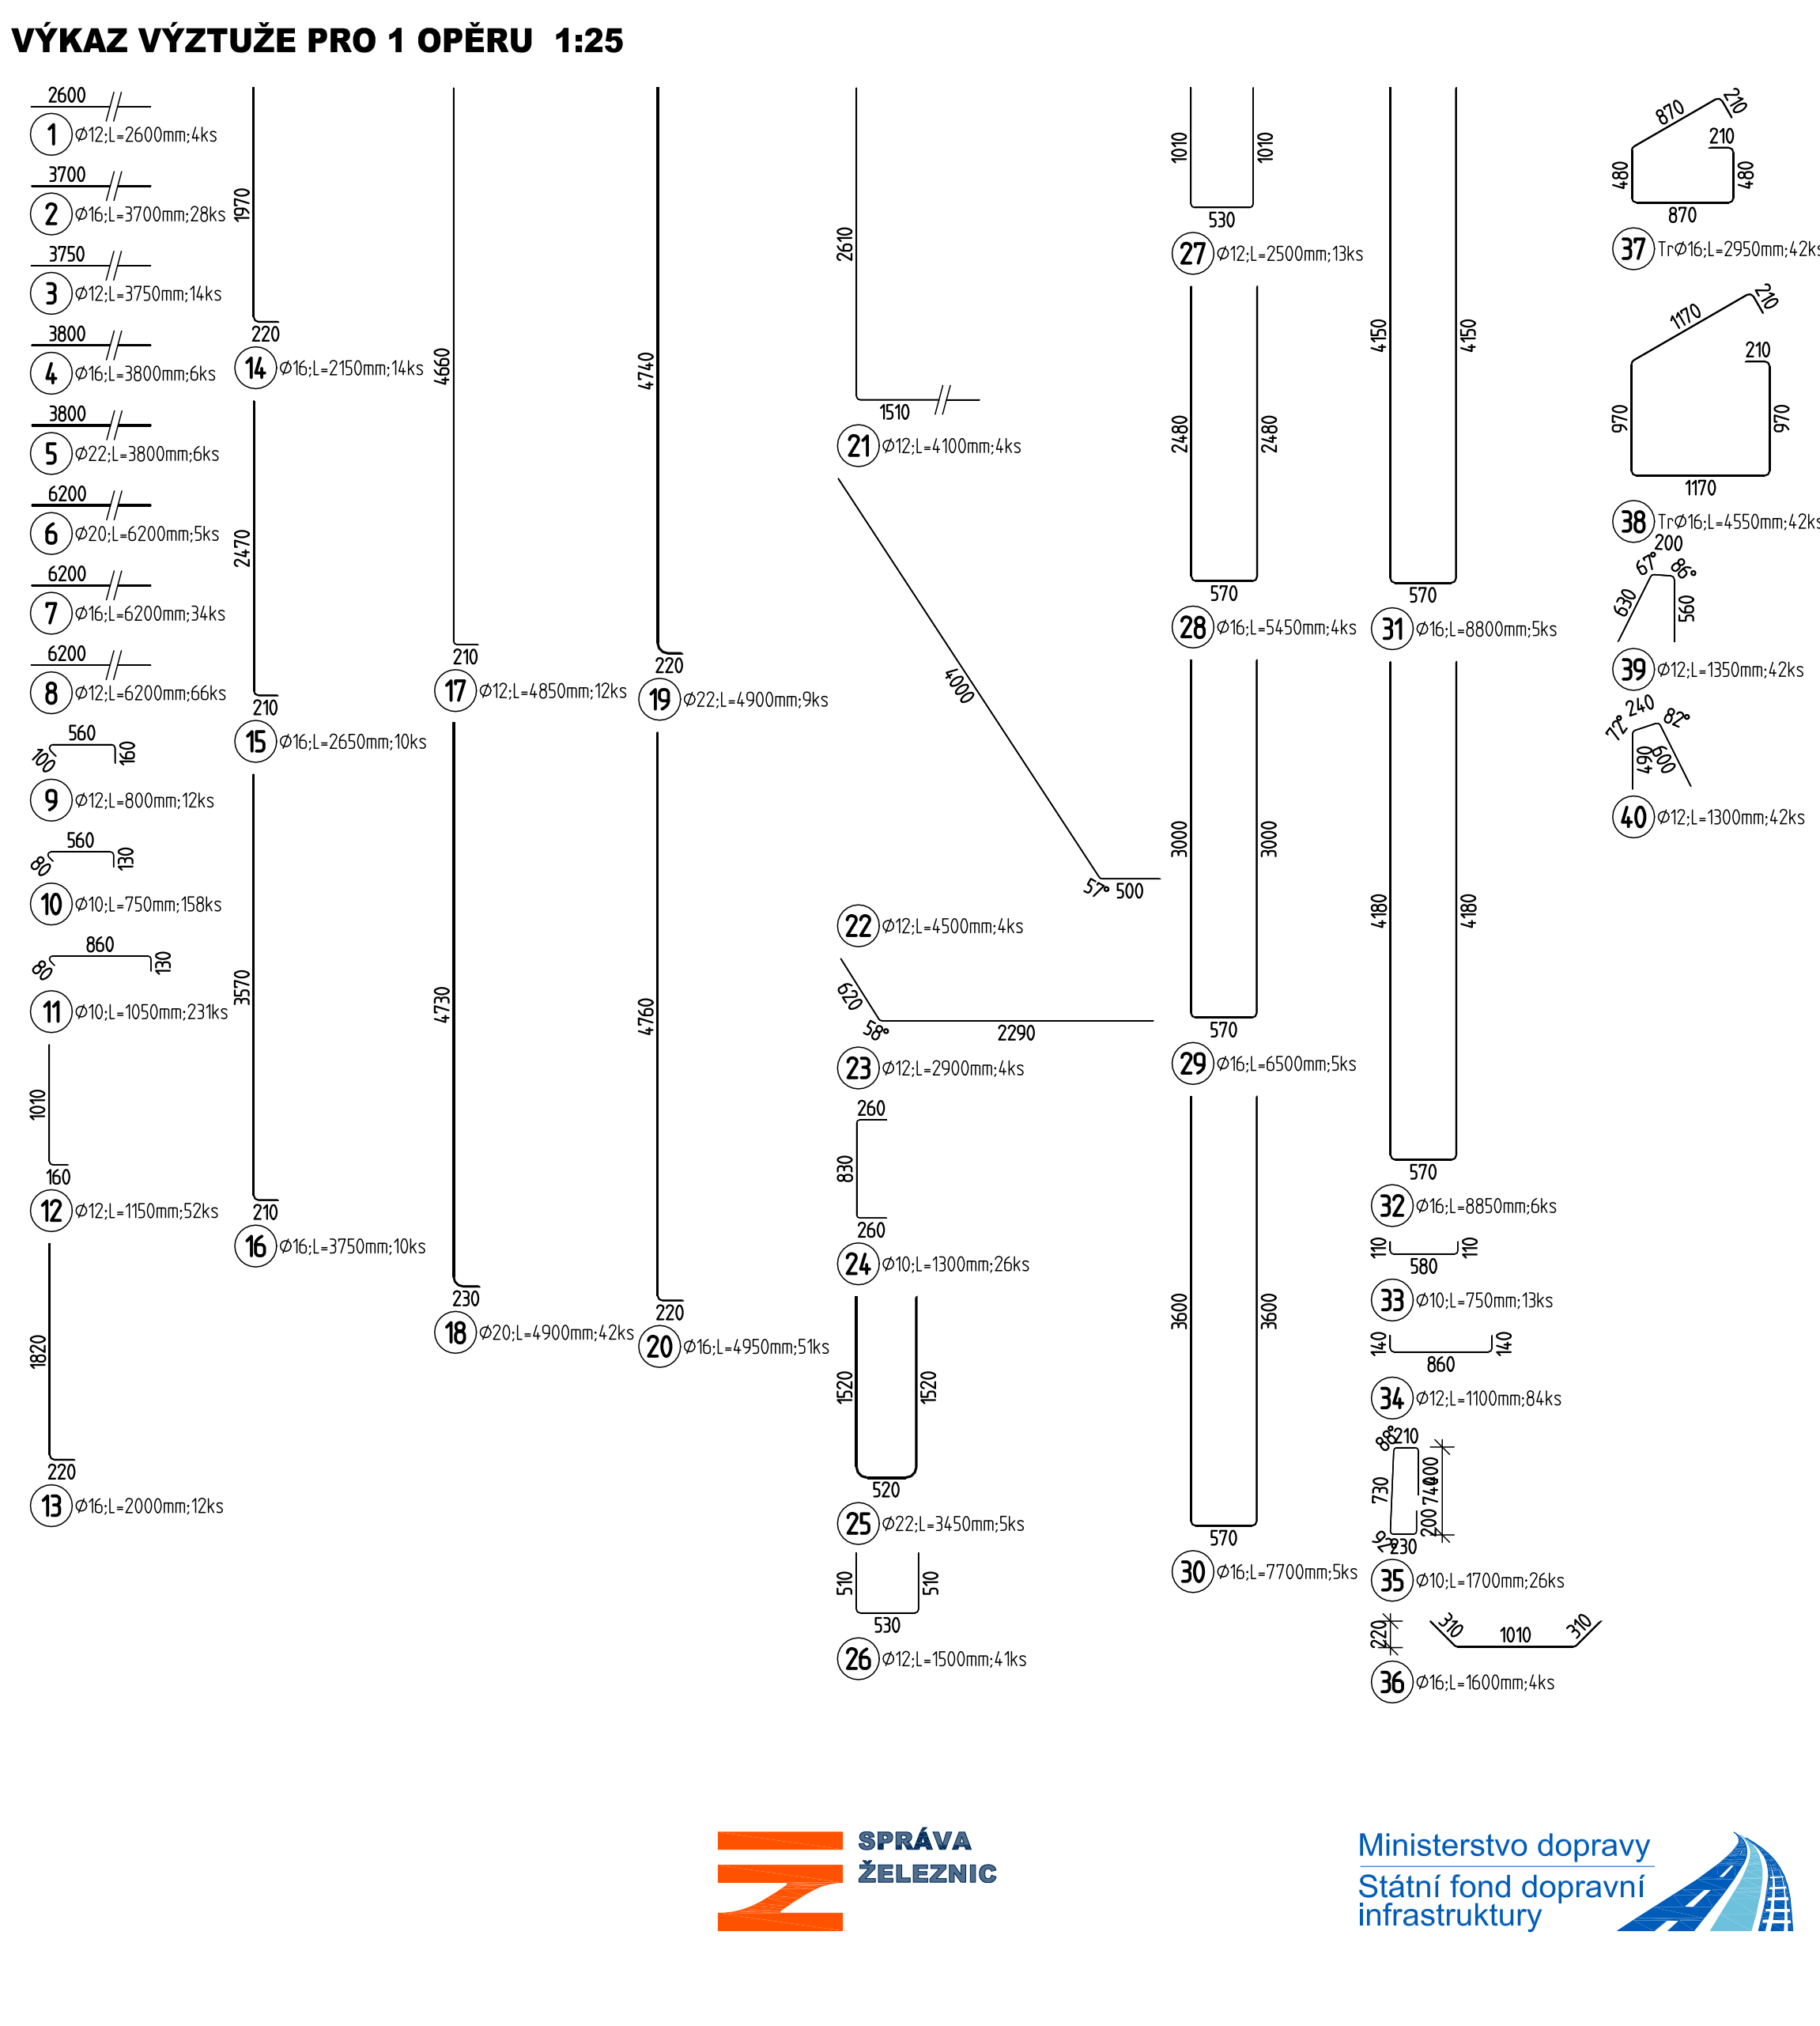 VÝKAZ VÝZTUŽE PRO 1 OPĚRU 1:25
2600
1 Ø12;L=2600mm;4ks
3700
2 Ø16;L=3700mm;28ks
3750
3 Ø12;L=3750mm;14ks
3800
4 Ø16;L=3800mm;6ks
3800
5 Ø22;L=3800mm;6ks
6200
6 Ø20;L=6200mm;5ks
6200
7 Ø16;L=6200mm;34ks
6200
8 Ø12;L=6200mm;66ks
560
100
160
9 Ø12;L=800mm;12ks
560
80
130
10 Ø10;L=750mm;158ks
860
80
130
11 Ø10;L=1050mm;231ks
1010
160
12 Ø12;L=1150mm;52ks
1820
220
13 Ø16;L=2000mm;12ks
1970
220
14 Ø16;L=2150mm;14ks
2470
210
15 Ø16;L=2650mm;10ks
3570
210
16 Ø16;L=3750mm;10ks
4660
210
17 Ø12;L=4850mm;12ks
4730
230
18 Ø20;L=4900mm;42ks
4740
220
19 Ø22;L=4900mm;9ks
4760
220
20 Ø16;L=4950mm;51ks
2610
1510
21 Ø12;L=4100mm;4ks
4000
57° 500
22 Ø12;L=4500mm;4ks
620
58°
2290
23 Ø12;L=2900mm;4ks
260
830
260
24 Ø10;L=1300mm;26ks
1520
1520
520
25 Ø22;L=3450mm;5ks
510
510
530
26 Ø12;L=1500mm;41ks
1010
1010
530
27 Ø12;L=2500mm;13ks
2480
2480
570
28 Ø16;L=5450mm;4ks
3000
3000
570
29 Ø16;L=6500mm;5ks
3600
3600
570
30 Ø16;L=7700mm;5ks
4150
4150
570
31 Ø16;L=8800mm;5ks
4180
4180
570
32 Ø16;L=8850mm;6ks
110
110
580
33 Ø10;L=750mm;13ks
140
140
860
34 Ø12;L=1100mm;84ks
88°
210
730
400
740
200
230
35 Ø10;L=1700mm;26ks
220
310
1010
310
36 Ø16;L=1600mm;4ks
870
210
210
480
480
870
37 TrØ16;L=2950mm;42ks
1170
210
210
970
970
1170
38 TrØ16;L=4550mm;42ks
200
67°
86°
630
560
39 Ø12;L=1350mm;42ks
240
72°
82°
490
600
40 Ø12;L=1300mm;42ks
SPRÁVA
ŽELEZNIC
Ministerstvo dopravy
Státní fond dopravní
infrastruktury